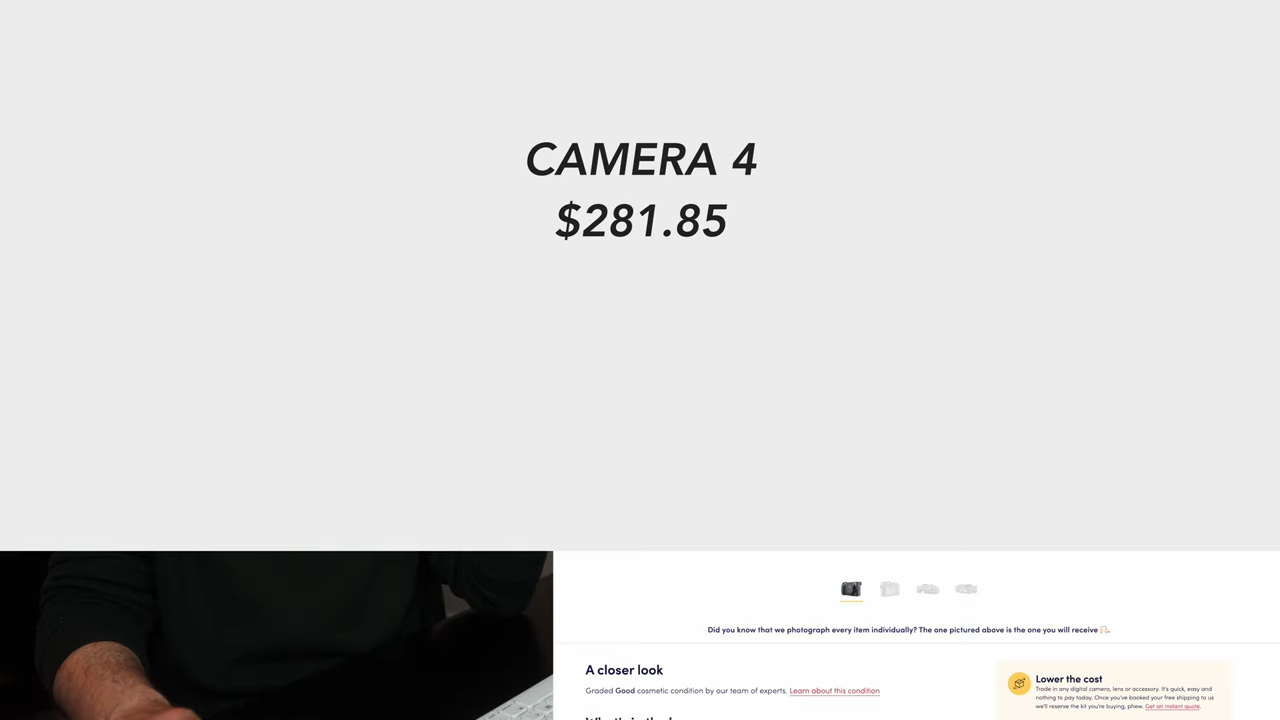 CAMERA 4
$281.85
Did you know that we photograph every item individually? The one pictured above is the one you will receive
A closer look
Graded Good cosmetic condition by our team of experts. Learn about this condition
Lower the cost
Trade in any digital camera, lens or accessory. It's quick, easy and
nothing to pay today. Once you've booked your free shipping to us
we'll reserve the kit you're buying, phew. Get an instant quote.